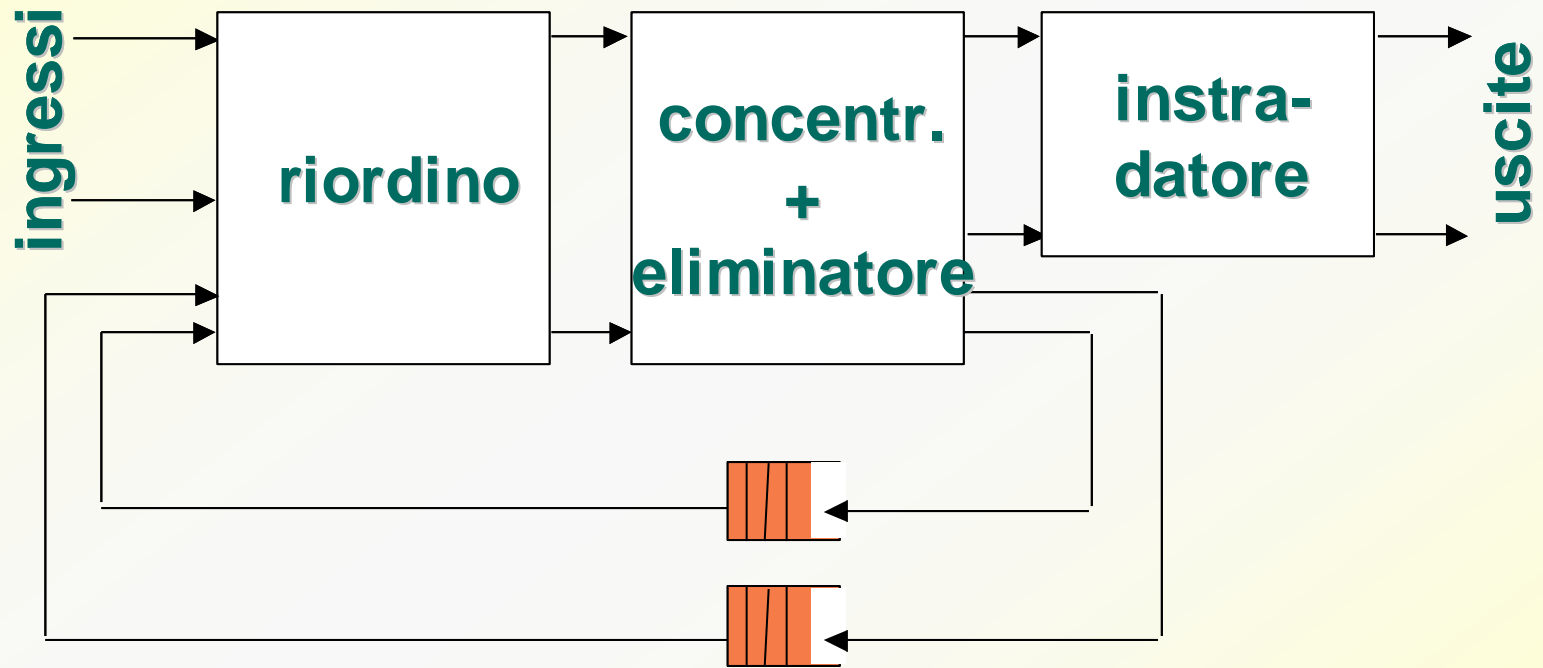 ingressi
riordino
concentr.
+
eliminatore
instra-
datore
uscite